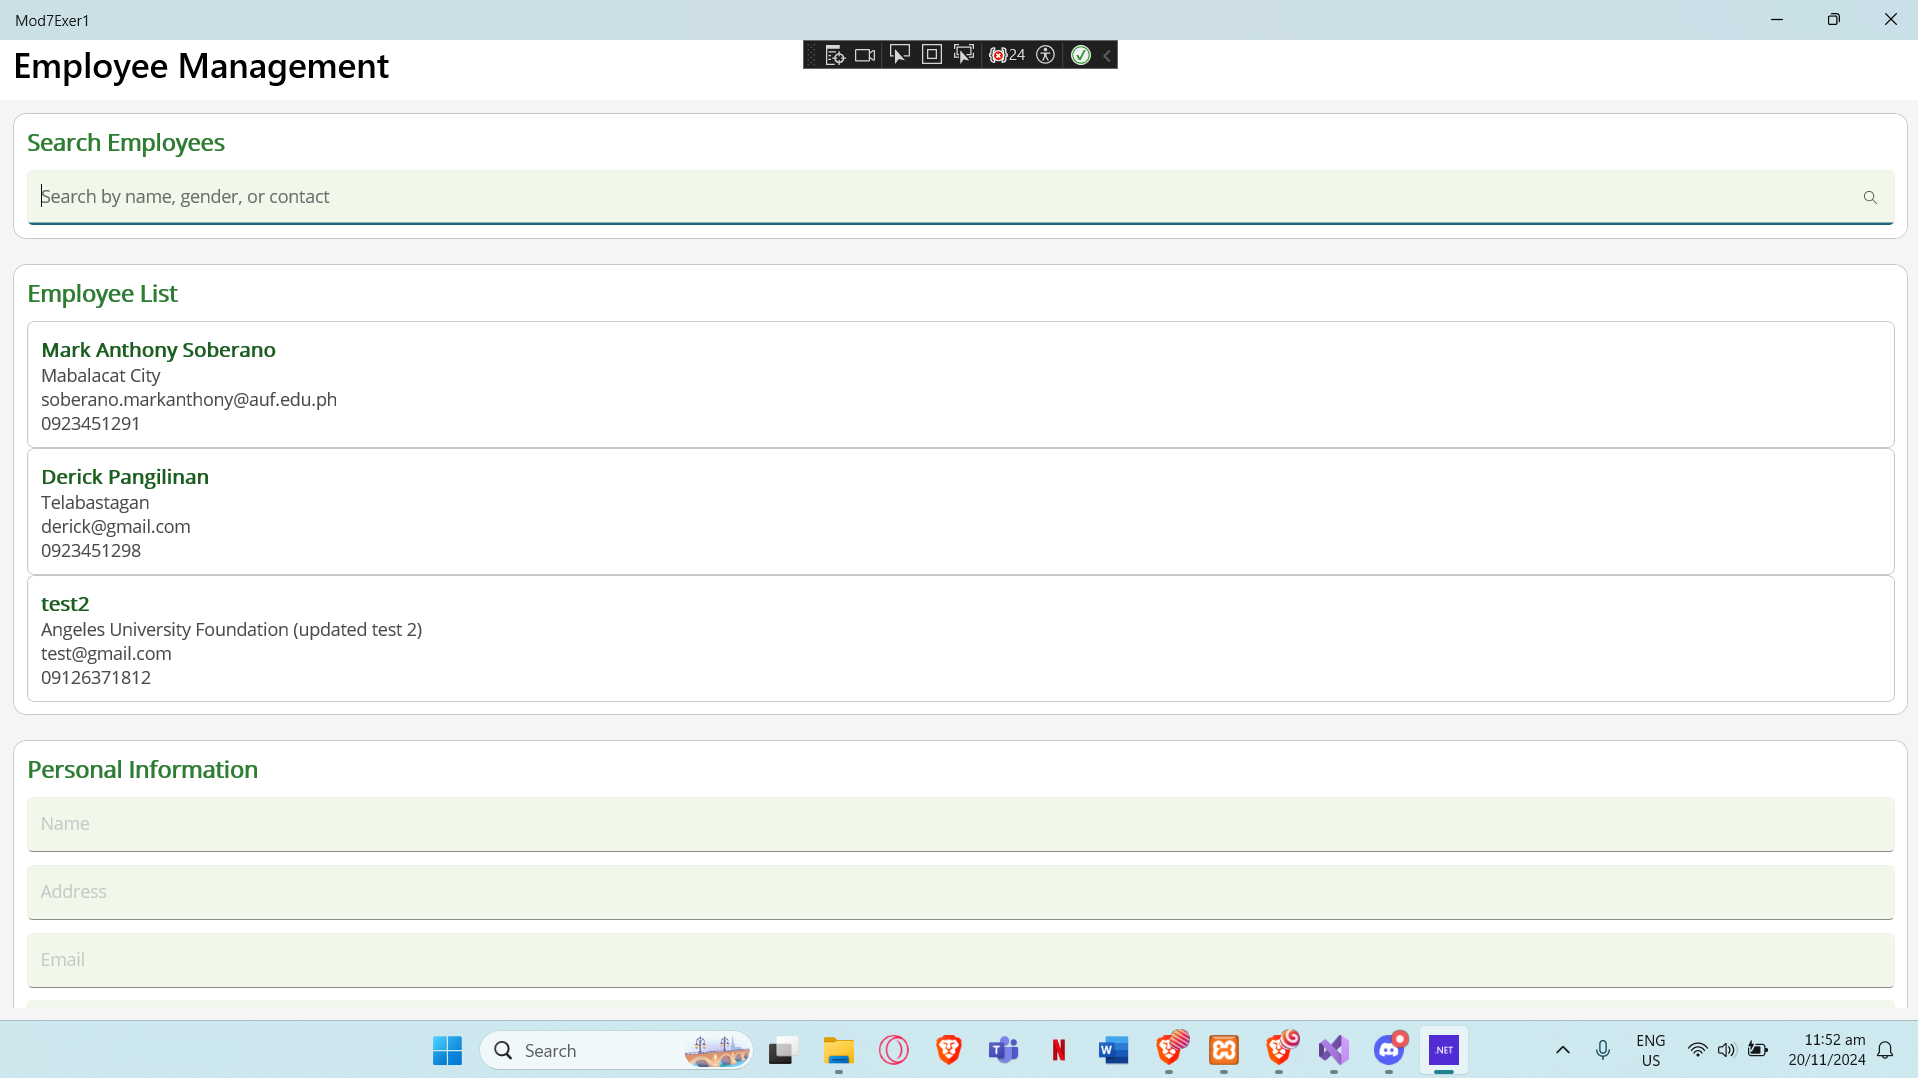 Mod7Exer1
Employee Management
24
Search Employees
Search by name, gender, or contact
Employee List
Mark Anthony Soberano
Mabalacat City
soberano.markanthony@auf.edu.ph
0923451291
Derick Pangilinan
Telabastagan
derick@gmail.com
0923451298
test2
Angeles University Foundation (updated test 2)
test@gmail.com
09126371812
Personal Information
Name
Address
Email
Search
.NET
ENG
US
11:52 am
20/11/2024